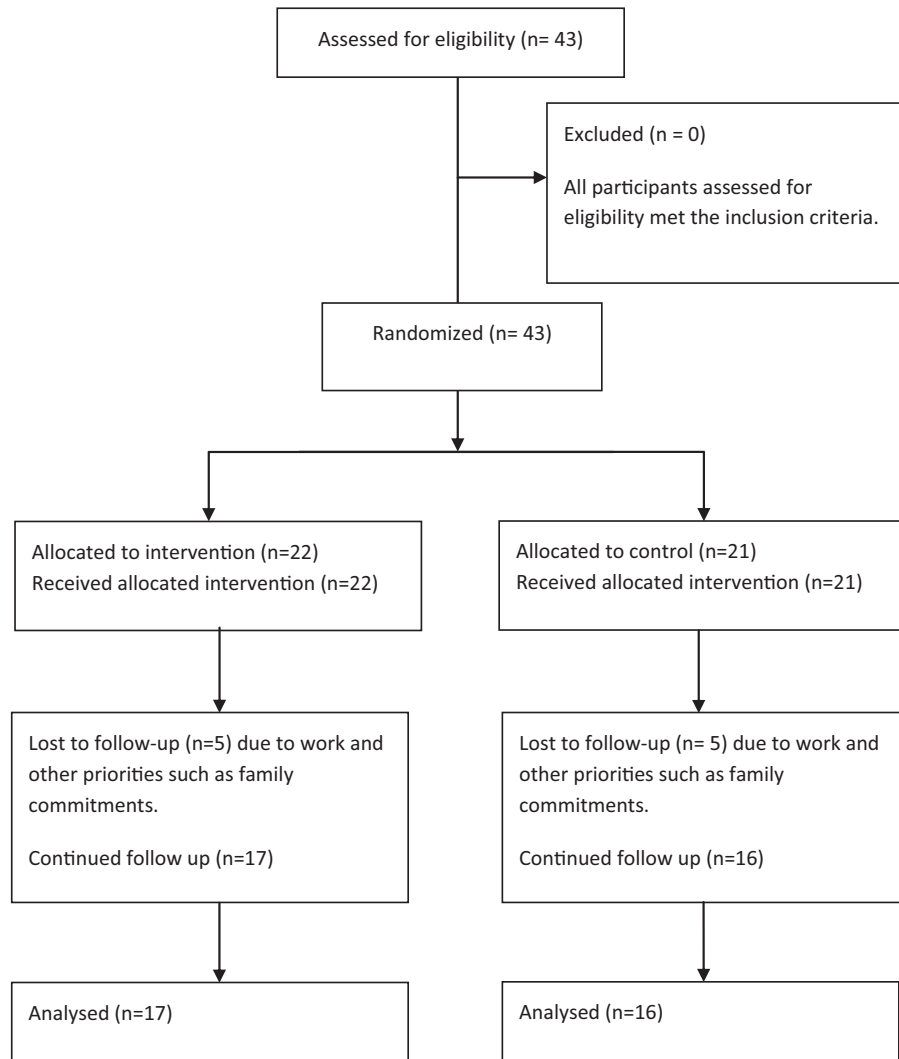 Assessed for eligibility (n= 43)
Excluded (n = 0)
All participants assessed for
eligibility met the inclusion criteria.
Randomized (n= 43)
Allocated to intervention (n=22)
Received allocated intervention (n=22)
Allocated to control (n=21)
Received allocated intervention (n=21)
Lost to follow-up (n=5) due to work and
other priorities such as family
commitments.
Continued follow up (n=17)
Lost to follow-up (n= 5) due to work and
other priorities such as family
commitments.
Continued follow up (n=16)
Analysed (n=17)
Analysed (n=16)